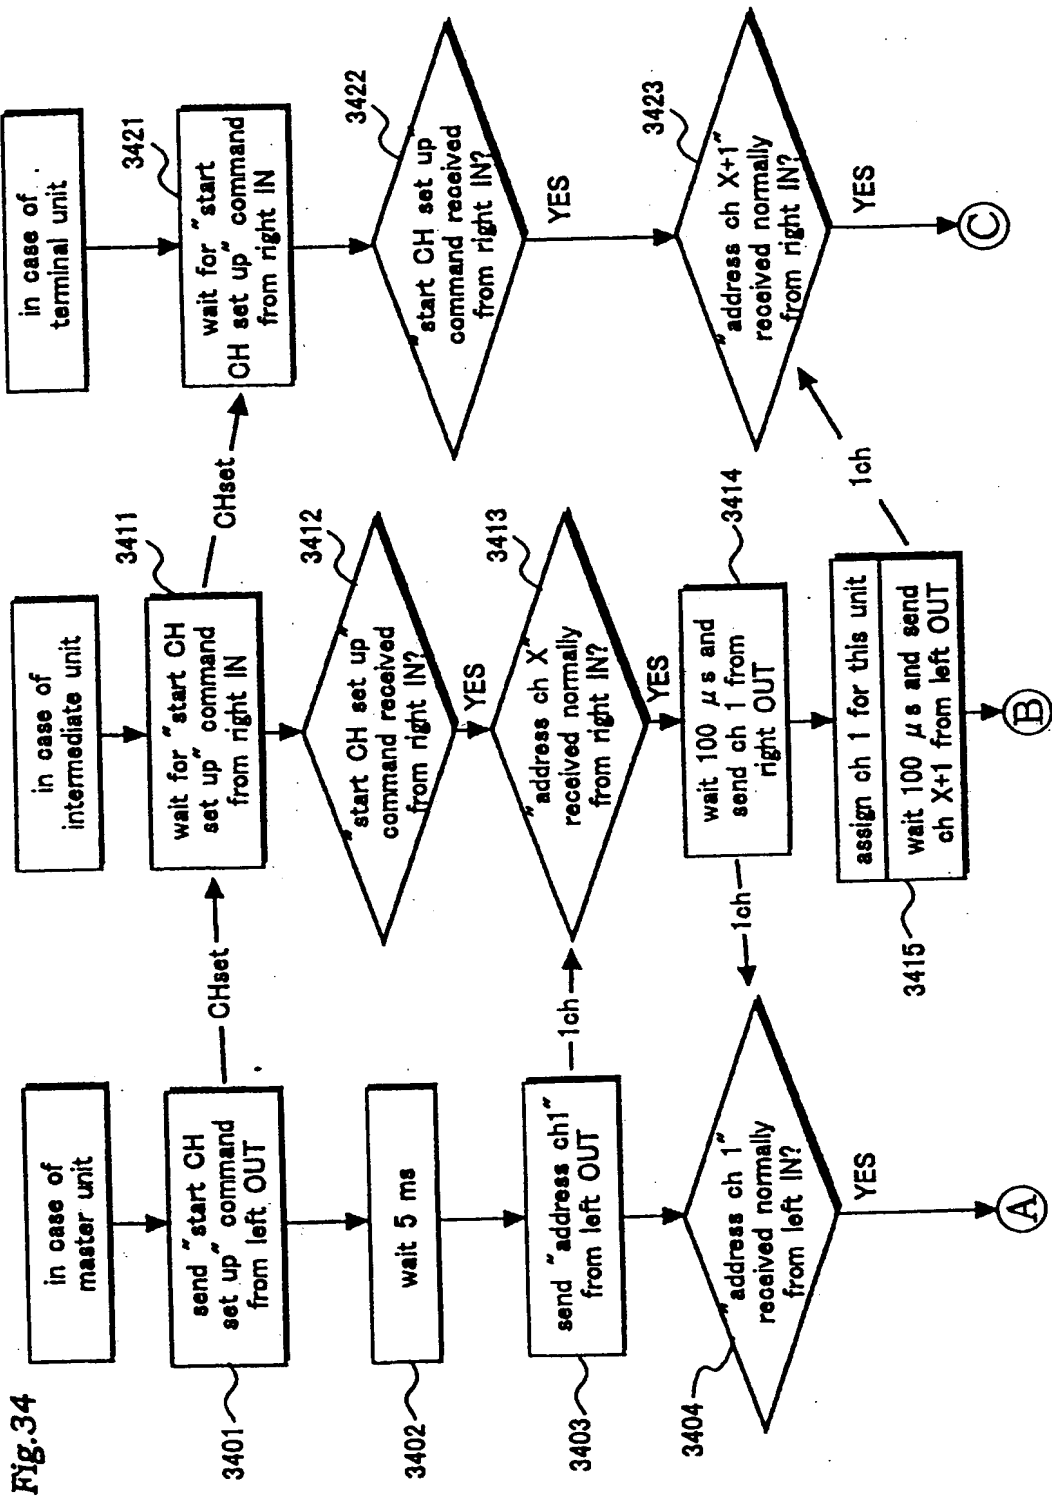 Fig.34
in case of
master unit
send "start CH
set up" command
from left OUT
3401
CHset
wait 5 ms
3402
send "address ch1"
from left OUT
3403
1ch
"address ch 1"
received normally
from left IN?
3404
YES
A
in case of
intermediate unit
wait for "start CH
set up" command
from right IN
3411
CHset
"start CH set up"
command received
from right IN?
3412
YES
"address ch X"
received normally
from right IN?
3413
YES
wait 100 μs and
send ch 1 from
right OUT
3414
1ch
assign ch 1 for this unit
wait 100 μs and send
ch X+1 from left OUT
3415
1ch
B
in case of
terminal unit
wait for "start
CH set up" command
from right IN
3421
"start CH set up
command received
from right IN?
3422
YES
"address ch X+1"
received normally
from right IN?
3423
YES
C